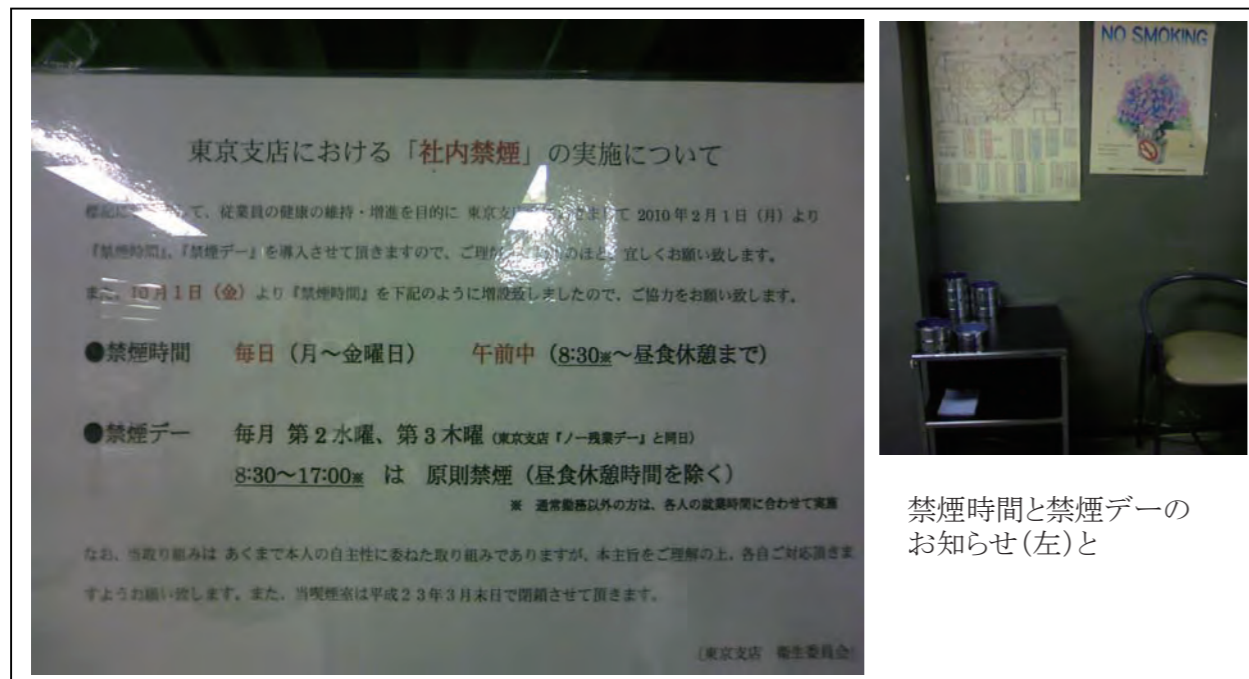 東京支店における「社内禁煙」の実施について
て、従業員の健康の維持・増進を目的に 東京支 2010年2月1日（月）より
『禁煙時間』、『禁煙デー』を導入させて頂きますので、ご理 のほど、宜しくお願い致します。
また、10月1日（金）より『禁煙時間』を下記のように増設致しましたので、ご協力をお願い致します。
●禁煙時間 毎日（月～金曜日） 午前中（8:30※～昼食休憩まで）
●禁煙デー 毎月 第２水曜、第３木曜（東京支店『ノー残業デー』と同日）
8:30～17:00※ は 原則禁煙（昼食休憩時間を除く）
※ 通常勤務以外の方は、各人の就業時間に合わせて実施
なお、当取り組みは あくまで本人の自主性に委ねた取り組みでありますが、本主旨をご理解の上、各自ご対応頂きま
すようお願い致します。また、当喫煙室は平成２３年３月末日で閉鎖させて頂きます。
（東京支店 衛生委員会）
NO SMOKING
禁煙時間と禁煙デーの
お知らせ（左）と